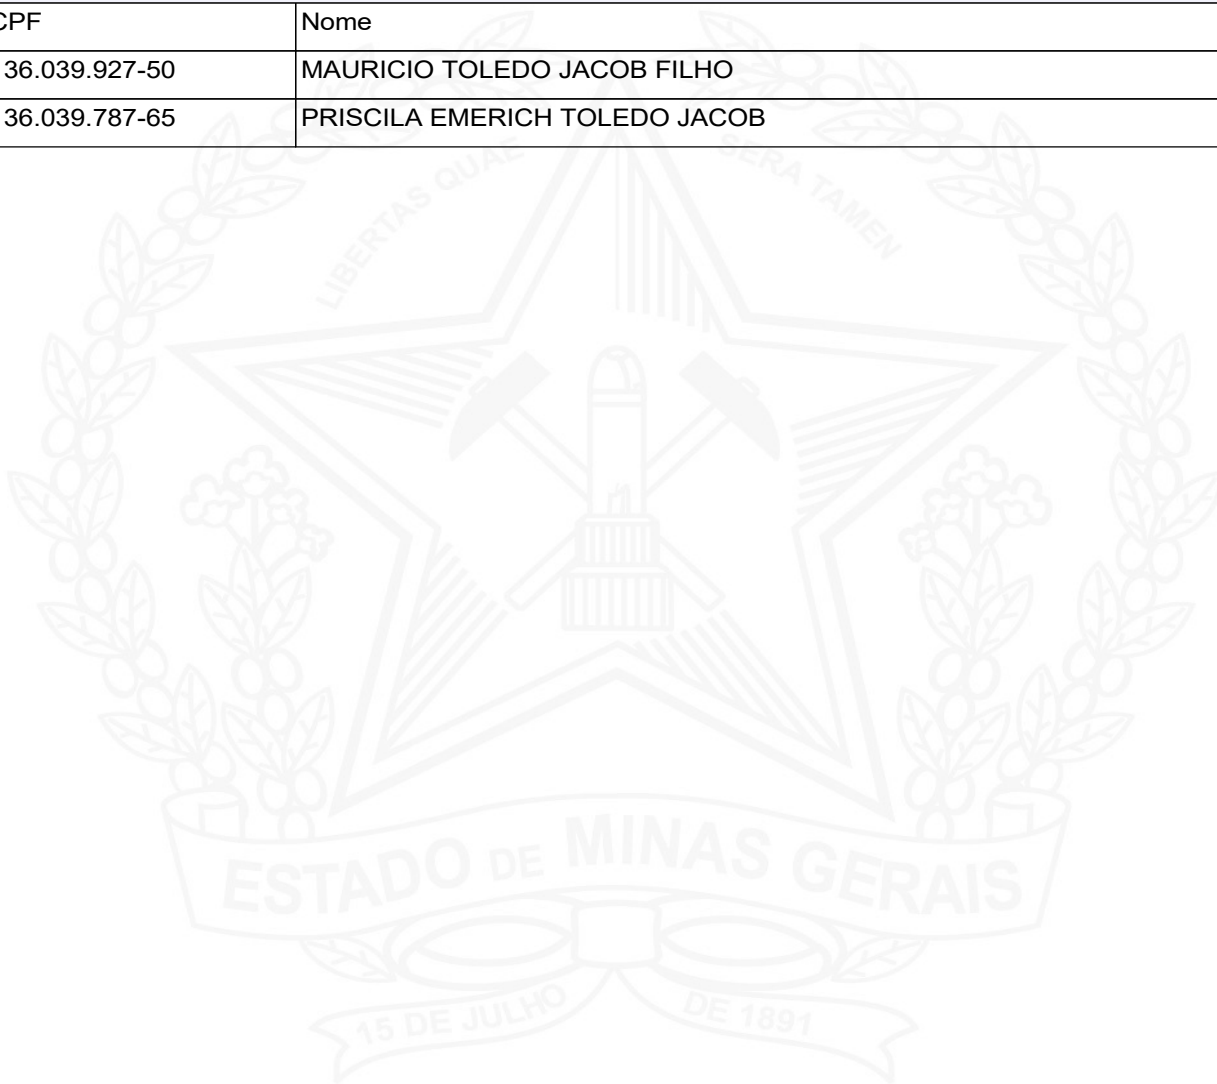 CPF Nome
36.039.927-50 MAURICIO TOLEDO JACOB FILHO
36.039.787-65 PRISCILA EMERICH TOLEDO JACOB
LIBERTAS QUAE SERA TAMEN
ESTADO DE MINAS GERAIS
15 DE JULHO DE 1891